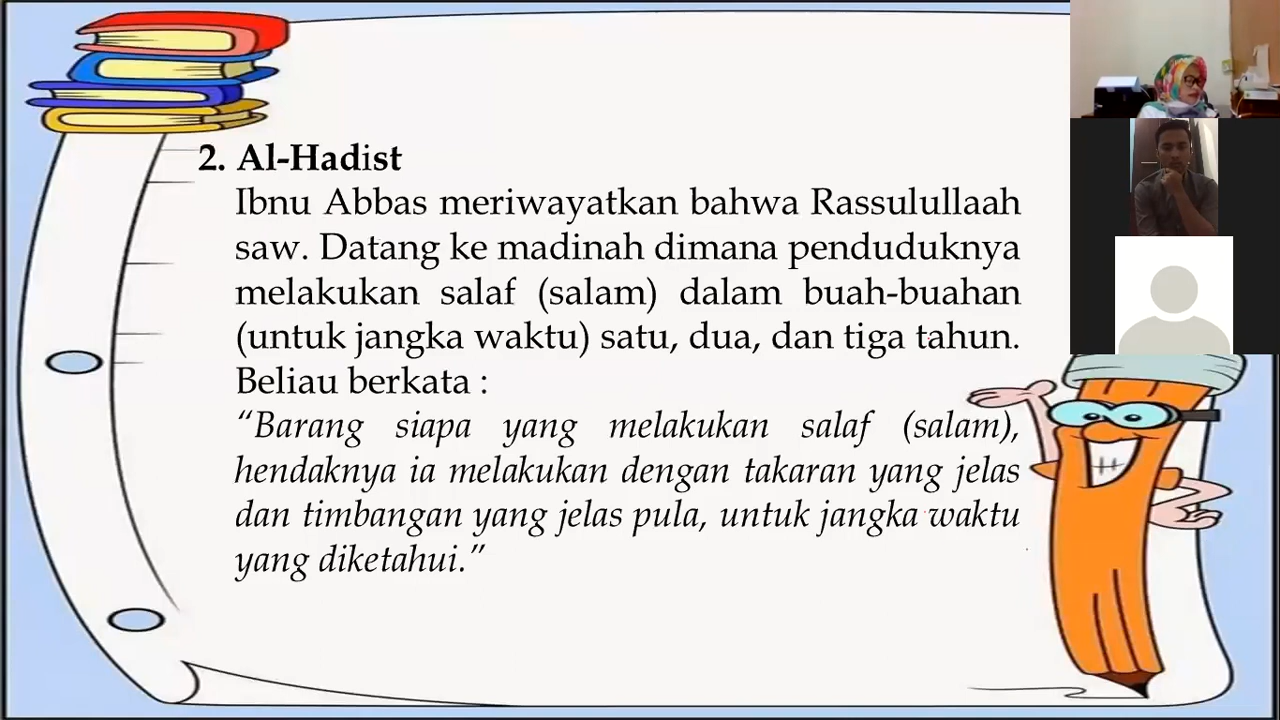 2. Al-Hadist
Ibnu Abbas meriwayatkan bahwa Rassulullaah
saw. Datang ke madinah dimana penduduknya
melakukan salaf (salam) dalam buah-buahan
(untuk jangka waktu) satu, dua, dan tiga tahun.
Beliau berkata :
“Barang siapa yang melakukan salaf (salam),
hendaknya ia melakukan dengan takaran yang jelas
dan timbangan yang jelas pula, untuk jangka waktu
yang diketahui.”